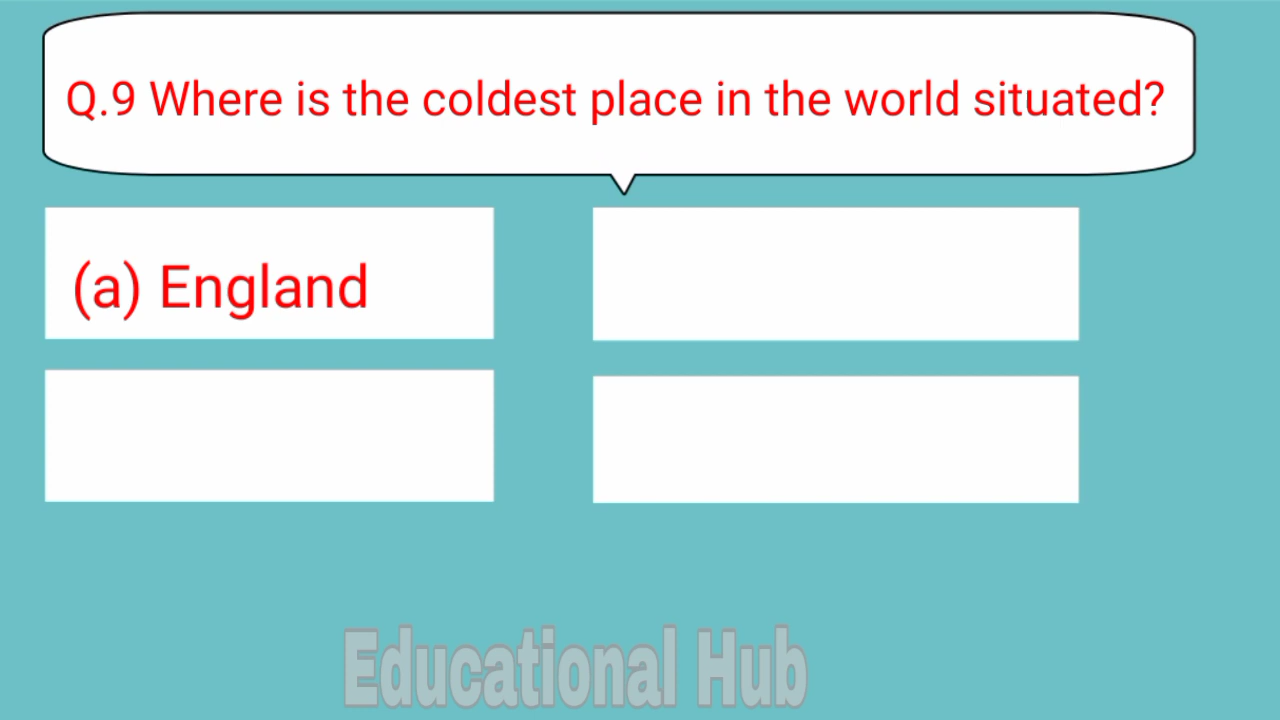 Q.9 Where is the coldest place in the world situated?
(a) England
Educational Hub